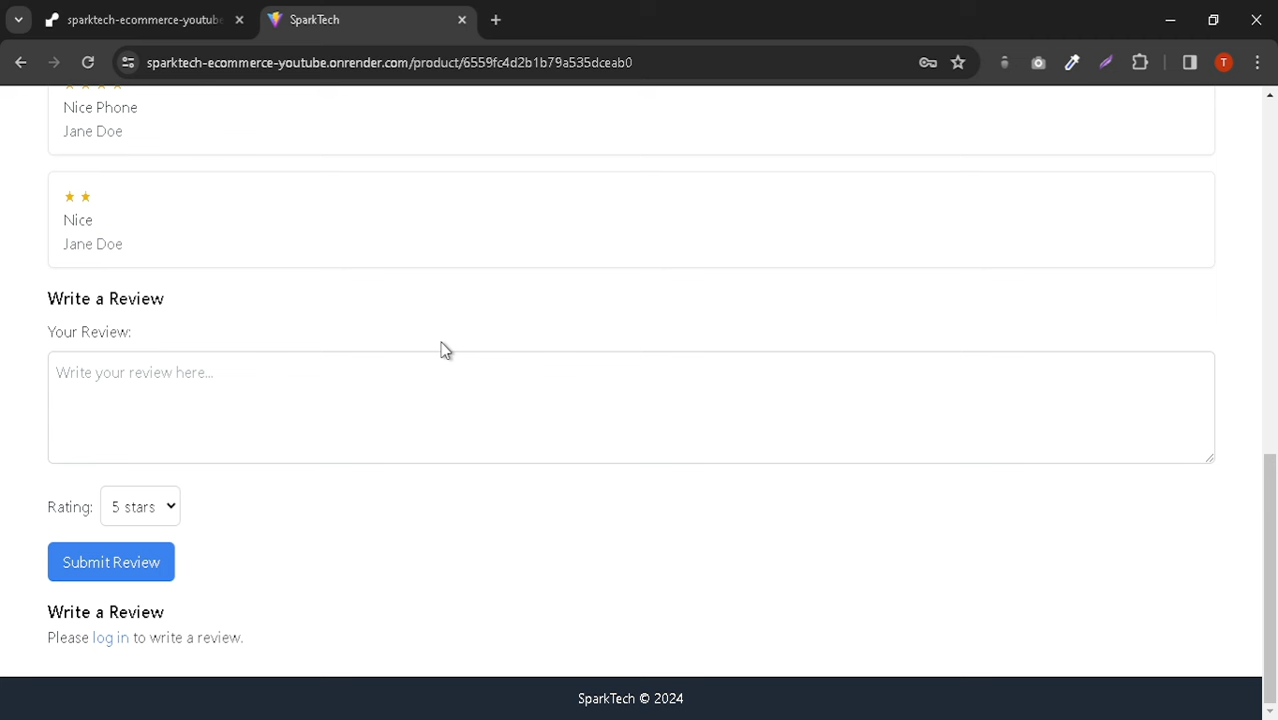 sparktech-ecommerce-youtube
SparkTech
sparktech-ecommerce-youtube.onrender.com/product/6559fc4d2b1b79a535dceab0
T
Nice Phone
Jane Doe
Nice
Jane Doe
Write a Review
Your Review:
Write your review here...
Rating: 5 stars
Submit Review
Write a Review
Please log in to write a review.
SparkTech © 2024